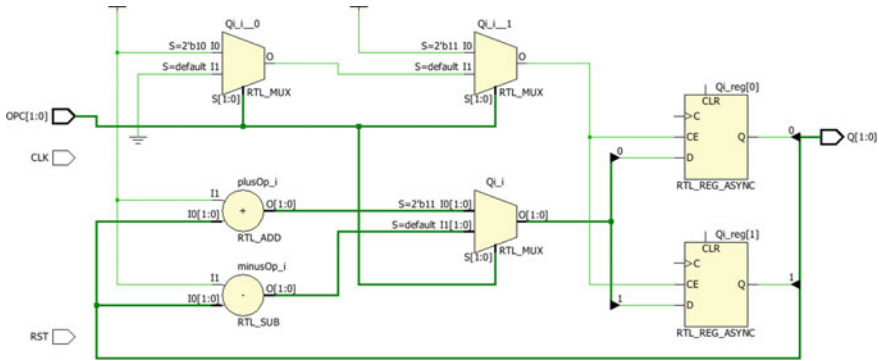 Qi_i__0
Qi_i__1
S=2'b10 I0
S=default I1
O
S[1:0]
RTL_MUX
S=2'b11 I0
S=default I1
O
S[1:0]
RTL_MUX
OPC[1:0]
CLK
Qi_reg[0]
CLR
C
CE
D
Q
RTL_REG_ASYNC
0
0
Q[1:0]
plusOp_i
I1
I0[1:0]
+
O[1:0]
RTL_ADD
Qi_i
S=2'b11 I0[1:0]
S=default I1[1:0]
O[1:0]
S[1:0]
RTL_MUX
minusOp_i
I1
I0[1:0]
-
O[1:0]
RTL_SUB
Qi_reg[1]
CLR
C
CE
D
Q
RTL_REG_ASYNC
1
1
RST